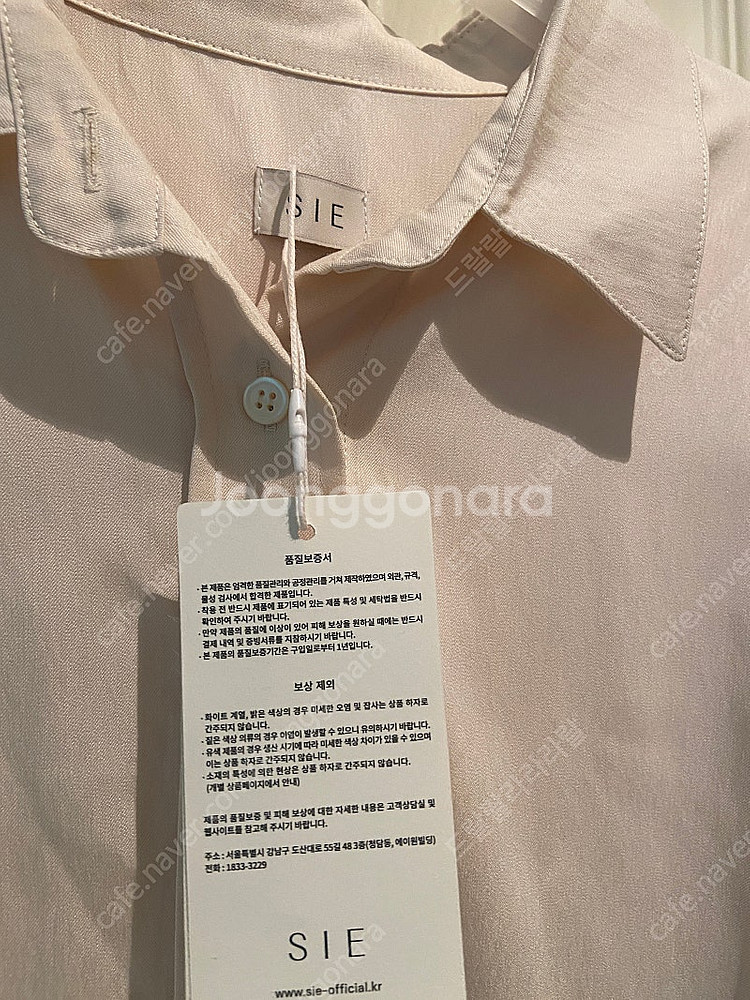 SIE
Joonggonara
품질보증서
· 본 제품은 엄격한 품질관리와 공정관리를 거쳐 제작하였으며 외관, 규격,
물성 검사에서 합격한 제품입니다.
· 착용 전 반드시 제품에 표기되어 있는 제품 특성 및 세탁법을 반드시
확인하여 주시기 바랍니다.
· 만약 제품의 품질에 이상이 있어 피해 보상을 원하실 때에는 반드시
결제 내역 및 증빙서류를 지참하시기 바랍니다.
· 본 제품의 품질보증기간은 구입일로부터 1년입니다.
보상 제외
· 화이트 계열, 밝은 색상의 경우 미세한 오염 및 잡사는 상품 하자로
간주되지 않습니다.
· 짙은 색상 의류의 경우 이염이 발생할 수 있으니 유의하시기 바랍니다.
· 유색 제품의 경우 생산 시기에 따라 미세한 색상 차이가 있을 수 있으며
이는 상품 하자로 간주되지 않습니다.
· 소재의 특성에 의한 현상은 상품 하자로 간주되지 않습니다.
(개별 상품페이지에서 안내)
제품의 품질보증 및 피해 보상에 대한 자세한 내용은 고객상담실 및
웹사이트를 참고해 주시기 바랍니다.
주소 : 서울특별시 강남구 도산대로 55길 48 3층(청담동, 에이원빌딩)
전화 : 1833-3229
SIE
www.sie-official.kr